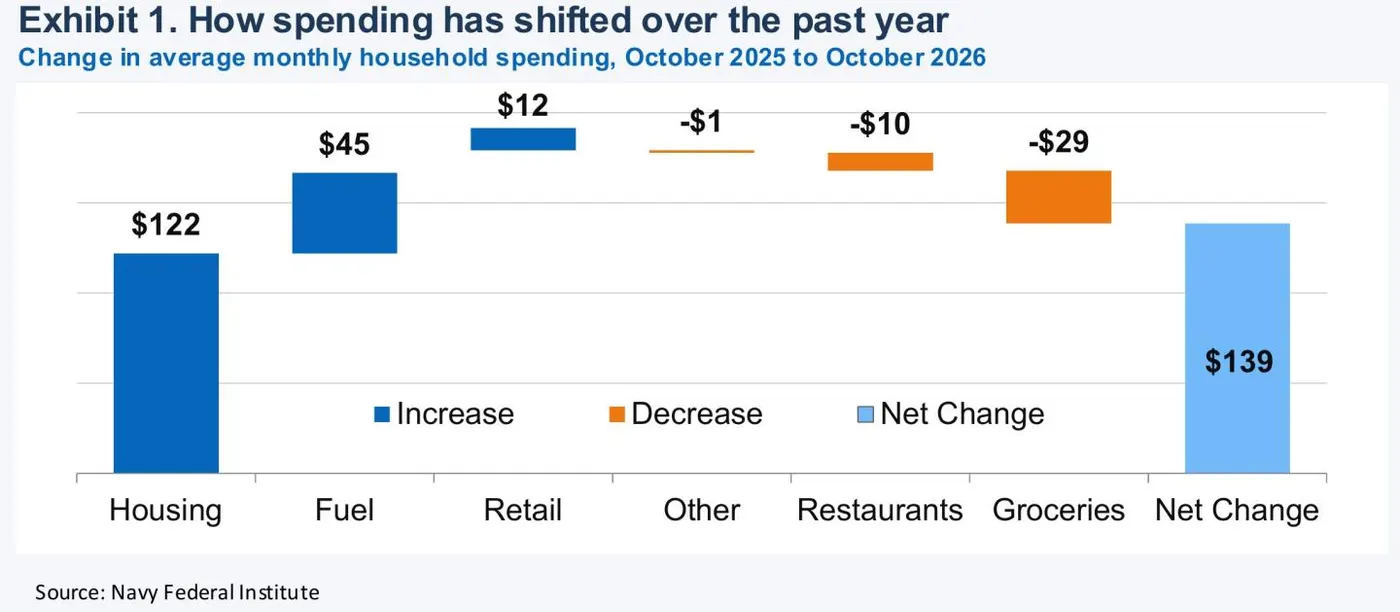 Exhibit 1. How spending has shifted over the past year
Change in average monthly household spending, October 2025 to October 2026
$122
$45
$12
-$1
-$10
-$29
$139
Increase
Decrease
Net Change
Housing
Fuel
Retail
Other
Restaurants
Groceries
Net Change
Source: Navy Federal Institute